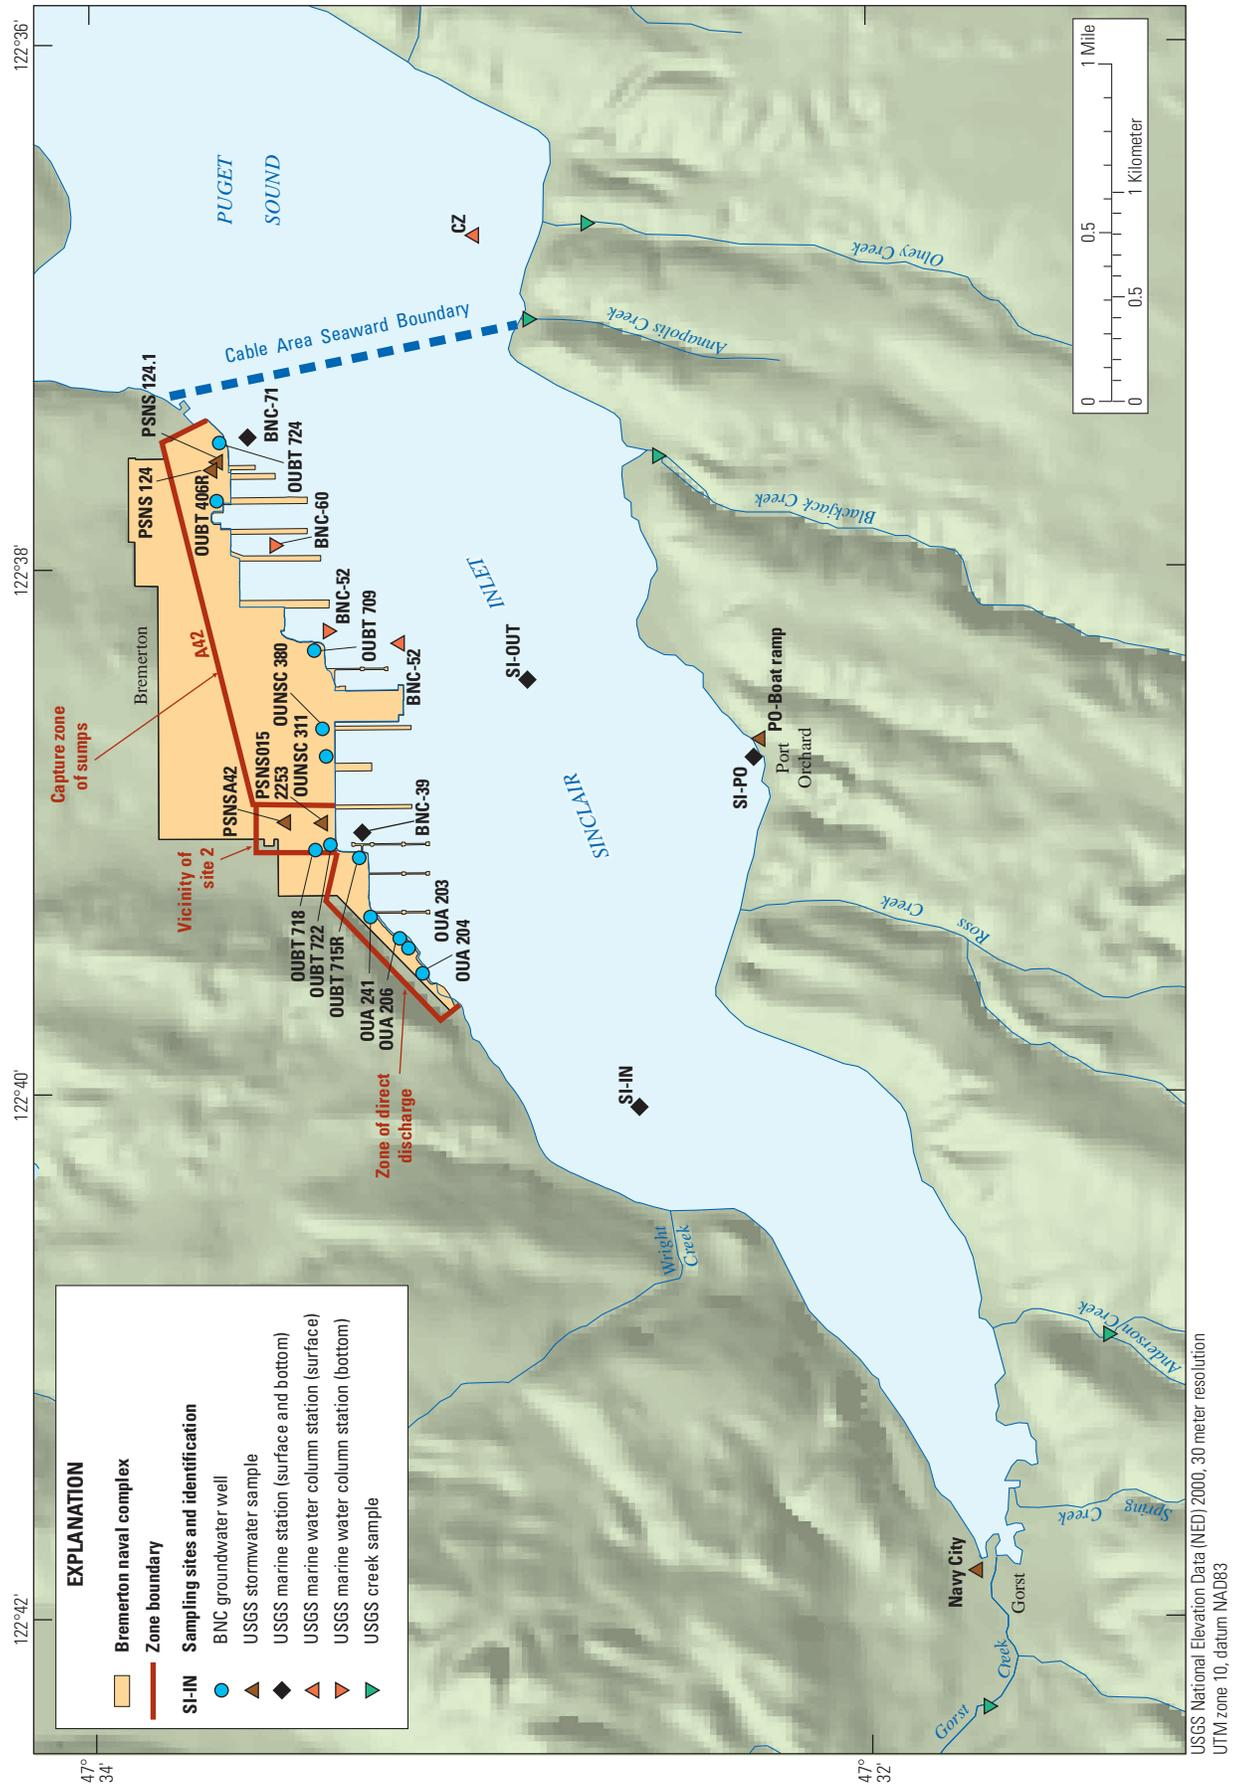 122°42'
122°40'
122°38'
122°36'
47°
34'
47°
32'
EXPLANATION
Bremerton naval complex
Zone boundary
SI-IN
Sampling sites and identification
BNC groundwater well
USGS stormwater sample
USGS marine station (surface and bottom)
USGS marine water column station (surface)
USGS marine water column station (bottom)
USGS creek sample
Capture zone
of sumps
Vicinity of
site 2
Zone of direct
discharge
A42
Bremerton
PSNS 124.1
PSNS 124
OUBT 406R
OUBT 724
BNC-71
BNC-60
BNC-52
OUBT 709
BNC-52
OUNSC 380
OUNSC 311
PSNS015
2253
PSNSA42
BNC-39
OUBT 718
OUBT 722
OUBT 715R
OUA 241
OUA 206
OUA 203
OUA 204
PUGET
SOUND
Cable Area Seaward Boundary
CZ
SINCLAIR
INLET
SI-OUT
SI-PO
PO-Boat ramp
Port
Orchard
SI-IN
Wright
Creek
Navy City
Gorst
Gorst
Creek
Spring
Creek
Anderson Creek
Ross
Creek
Blackjack Creek
Annapolis Creek
Olney Creek
0
0.5
1 Mile
0
0.5
1 Kilometer
USGS National Elevation Data (NED) 2000, 30 meter resolution
UTM zone 10, datum NAD83